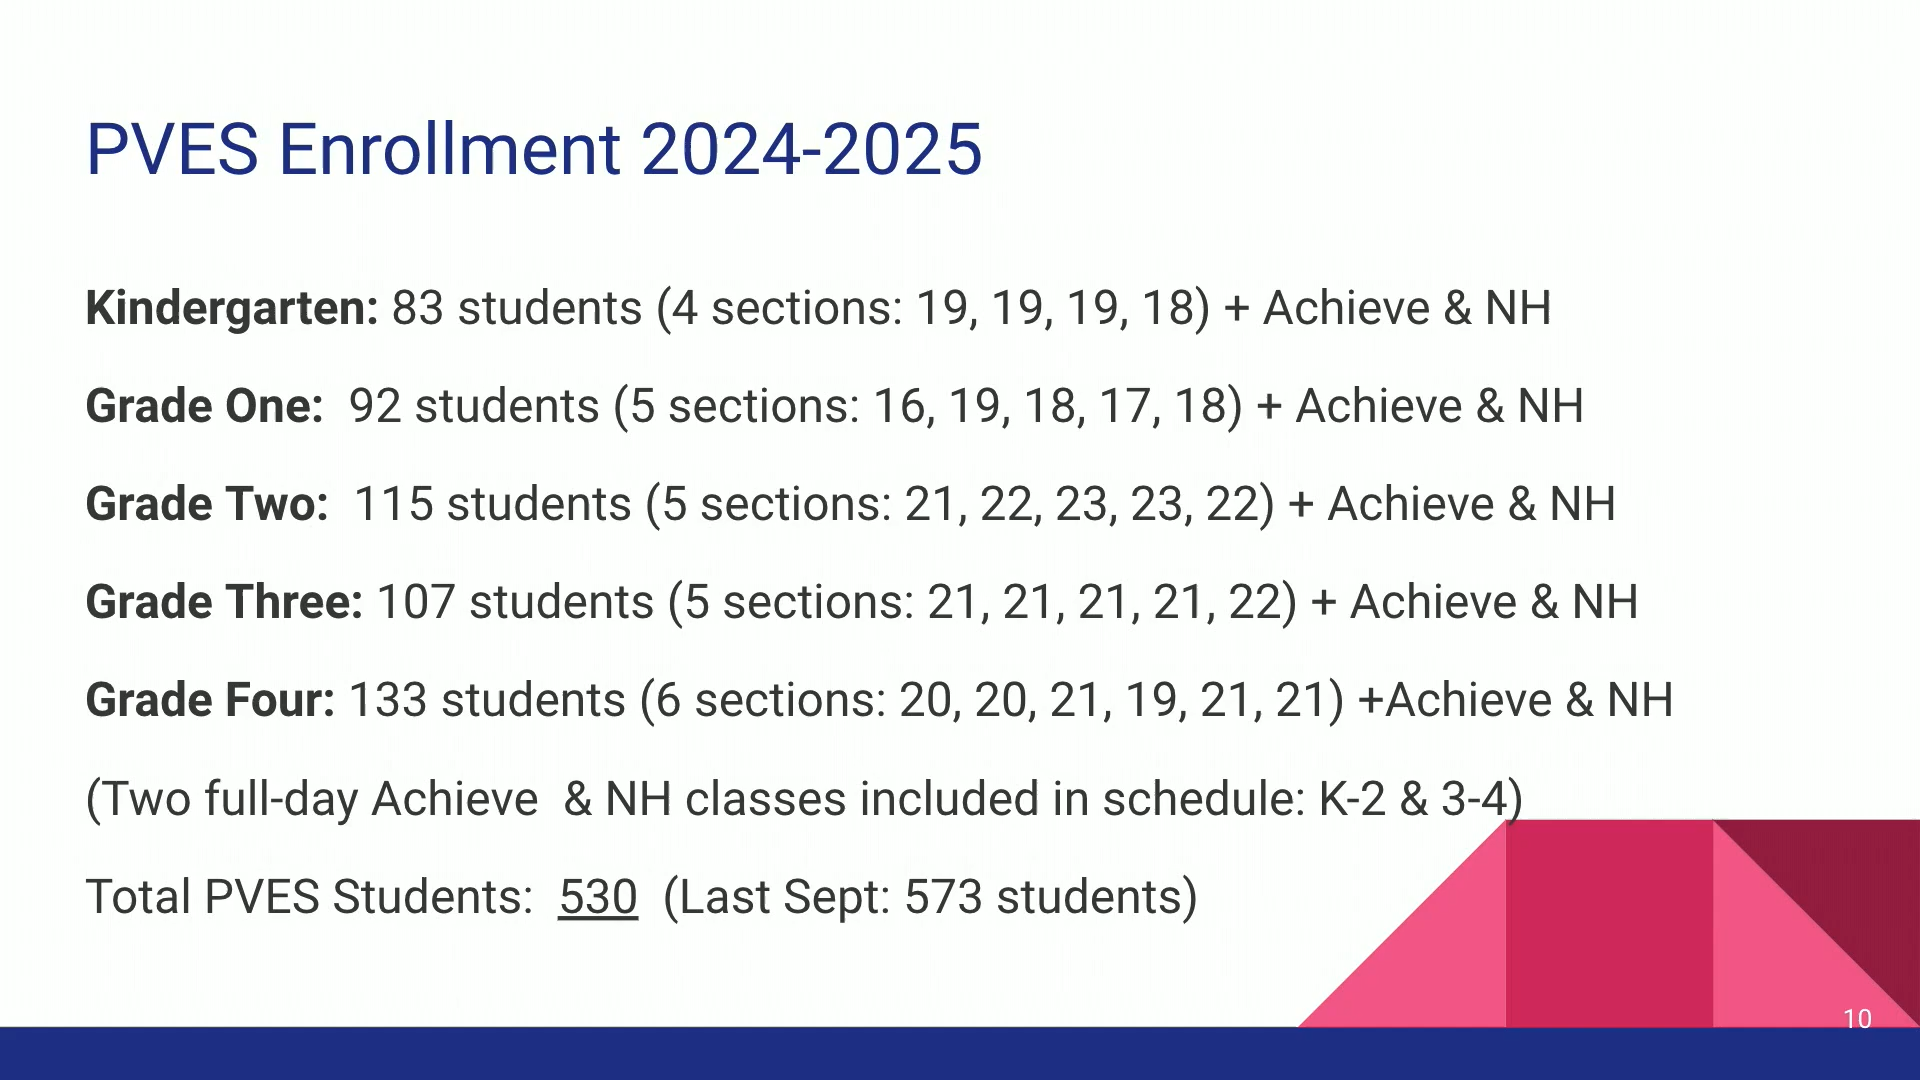 PVES Enrollment 2024-2025
Kindergarten: 83 students (4 sections: 19, 19, 19, 18) + Achieve & NH
Grade One:  92 students (5 sections: 16, 19, 18, 17, 18) + Achieve & NH
Grade Two:  115 students (5 sections: 21, 22, 23, 23, 22) + Achieve & NH
Grade Three: 107 students (5 sections: 21, 21, 21, 21, 22) + Achieve & NH
Grade Four: 133 students (6 sections: 20, 20, 21, 19, 21, 21) +Achieve & NH
(Two full-day Achieve  & NH classes included in schedule: K-2 & 3-4)
Total PVES Students:  530  (Last Sept: 573 students)
10